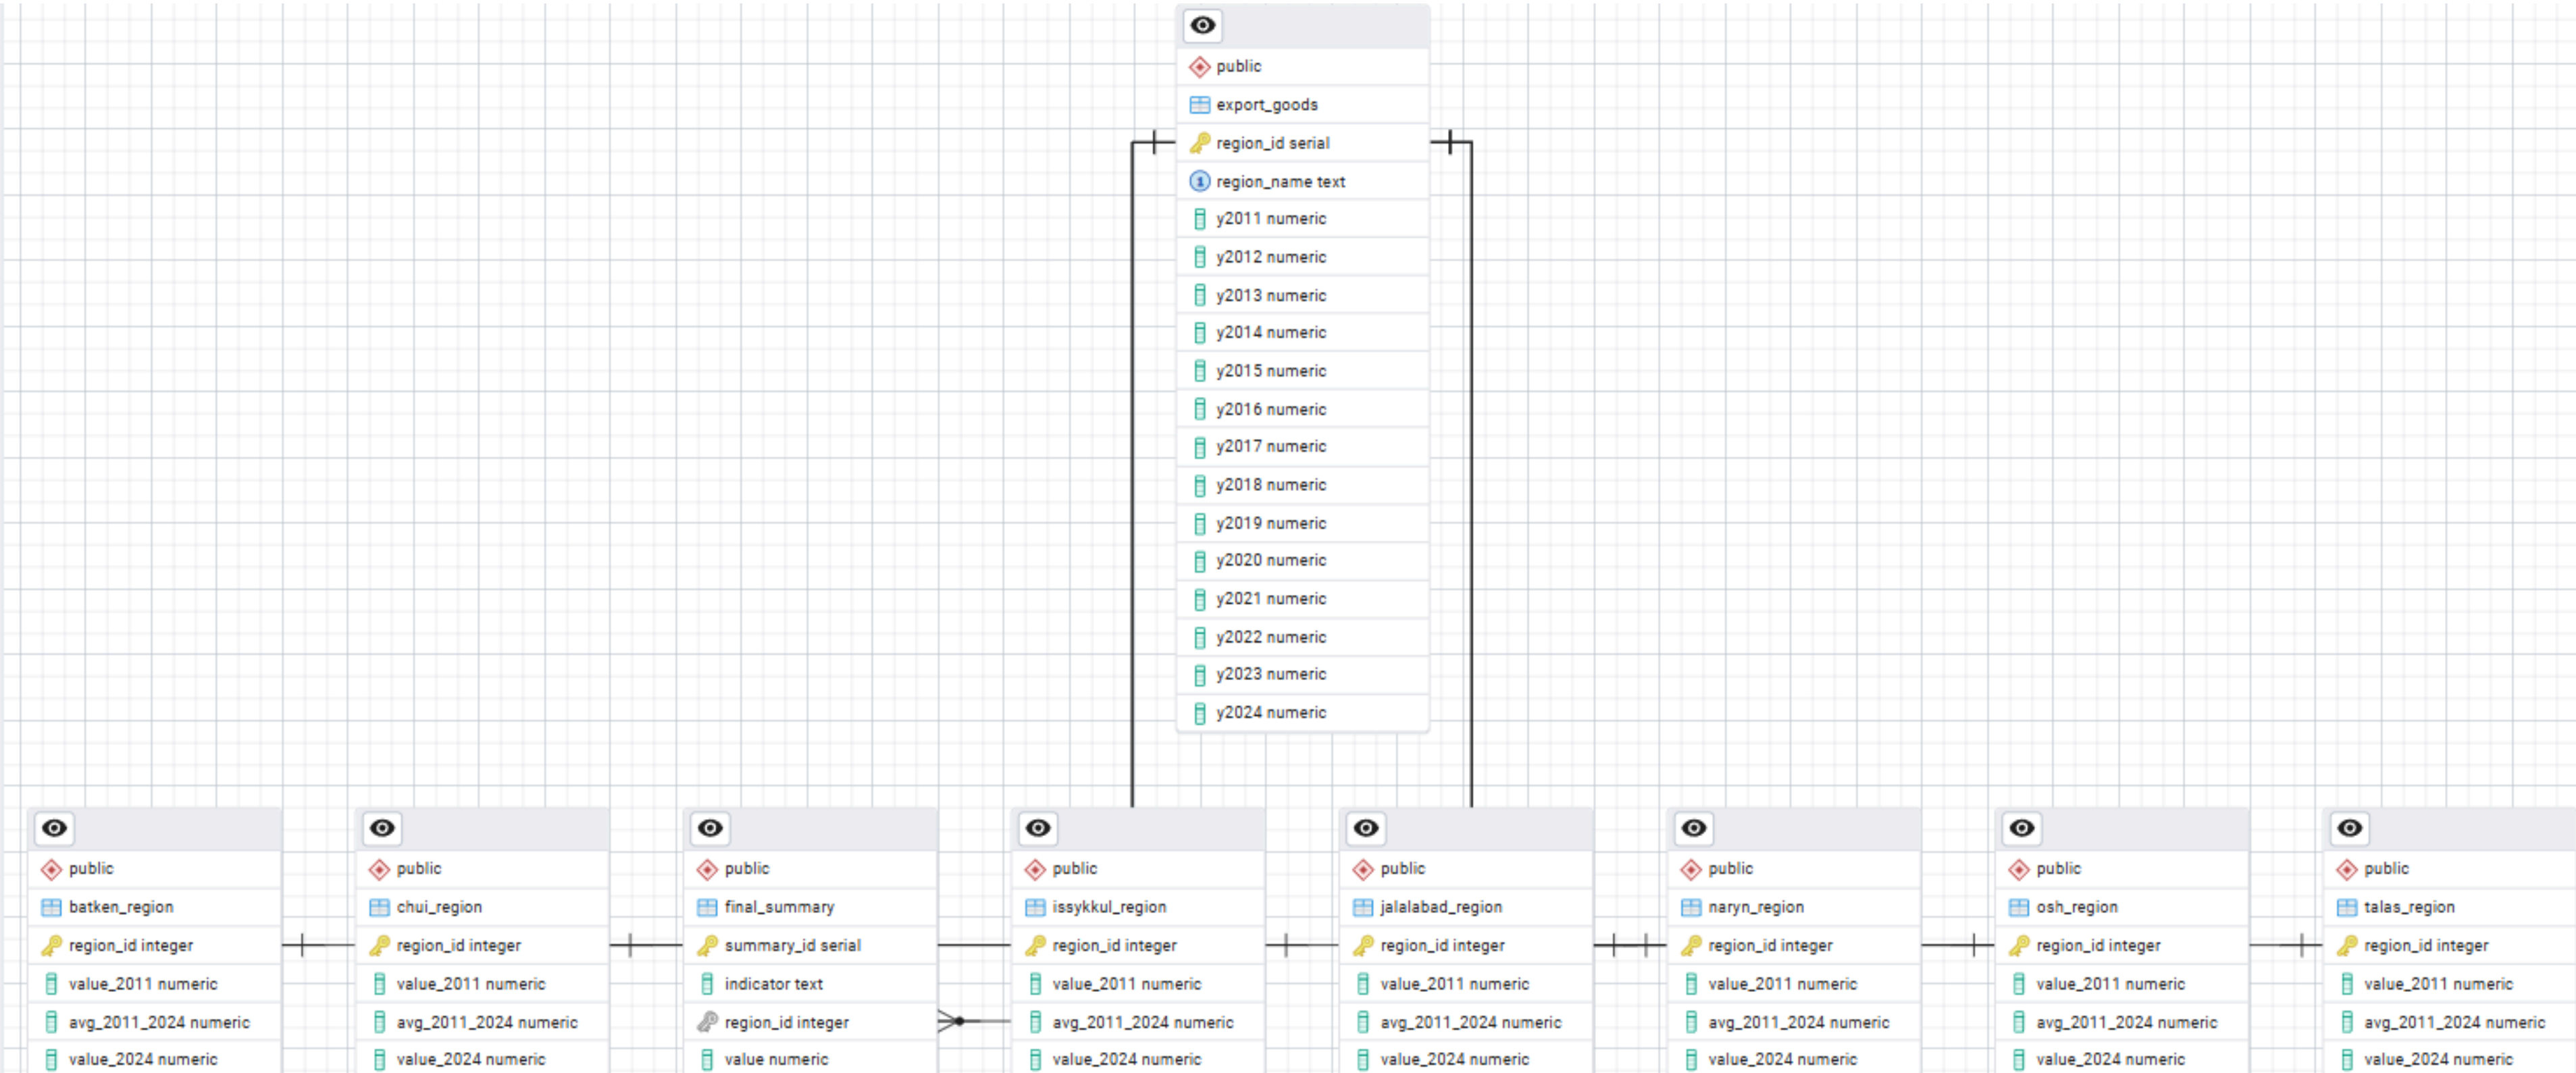 public
export_goods
region_id serial
1 region_name text
y2011 numeric
y2012 numeric
y2013 numeric
y2014 numeric
y2015 numeric
y2016 numeric
y2017 numeric
y2018 numeric
y2019 numeric
y2020 numeric
y2021 numeric
y2022 numeric
y2023 numeric
y2024 numeric
public
batken_region
region_id integer
value_2011 numeric
avg_2011_2024 numeric
value_2024 numeric
public
chui_region
region_id integer
value_2011 numeric
avg_2011_2024 numeric
value_2024 numeric
public
final_summary
summary_id serial
indicator text
region_id integer
value numeric
public
issykkul_region
region_id integer
value_2011 numeric
avg_2011_2024 numeric
value_2024 numeric
public
jalalabad_region
region_id integer
value_2011 numeric
avg_2011_2024 numeric
value_2024 numeric
public
naryn_region
region_id integer
value_2011 numeric
avg_2011_2024 numeric
value_2024 numeric
public
osh_region
region_id integer
value_2011 numeric
avg_2011_2024 numeric
value_2024 numeric
public
talas_region
region_id integer
value_2011 numeric
avg_2011_2024 numeric
value_2024 numeric